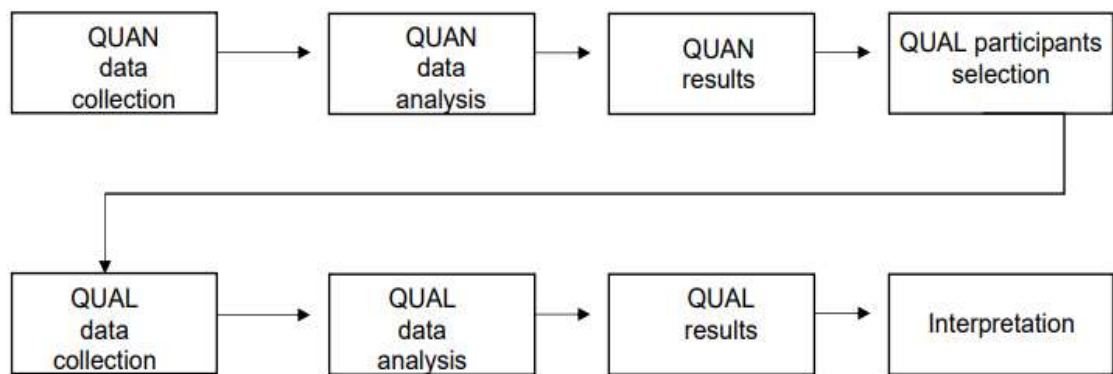 QUAN
data
collection
QUAN
data
analysis
QUAN
results
QUAL participants
selection
QUAL
data
collection
QUAL
data
analysis
QUAL
results
Interpretation